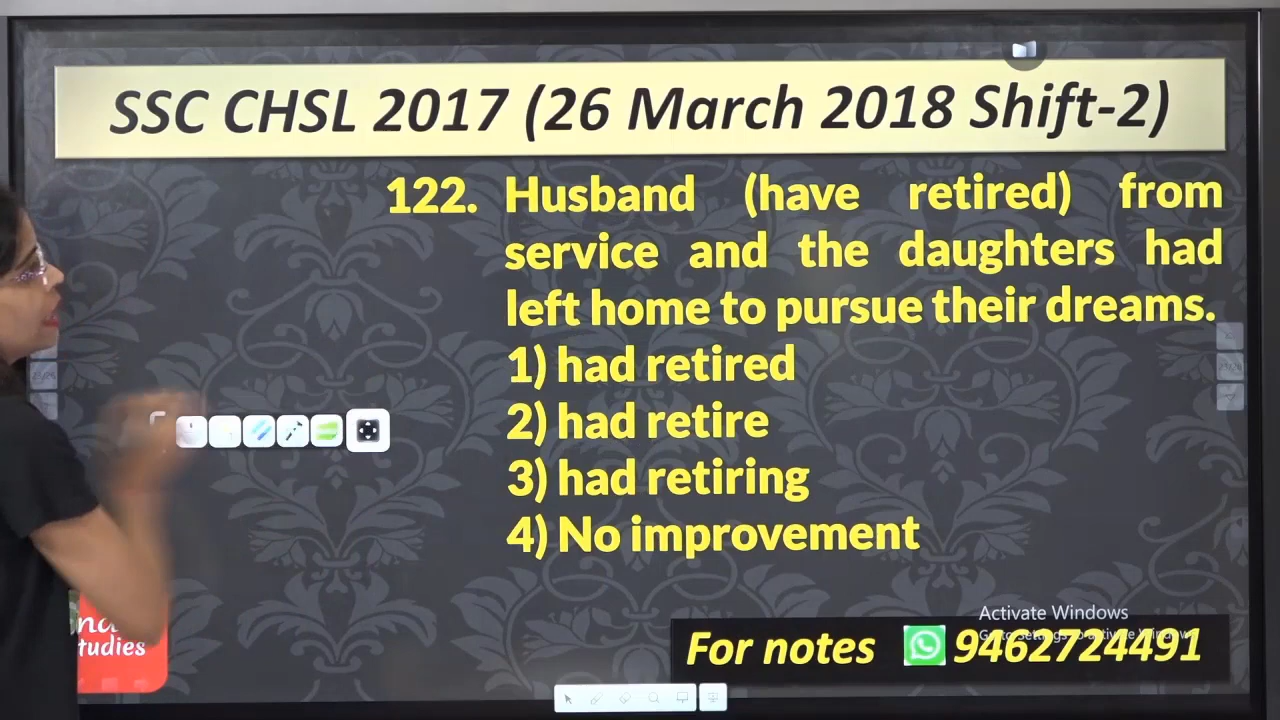 SSC CHSL 2017 (26 March 2018 Shift-2)
122. Husband (have retired) from
service and the daughters had
left home to pursue their dreams.
1) had retired
2) had retire
3) had retiring
4) No improvement
Activate Windows
For notes 9462724491
tudies